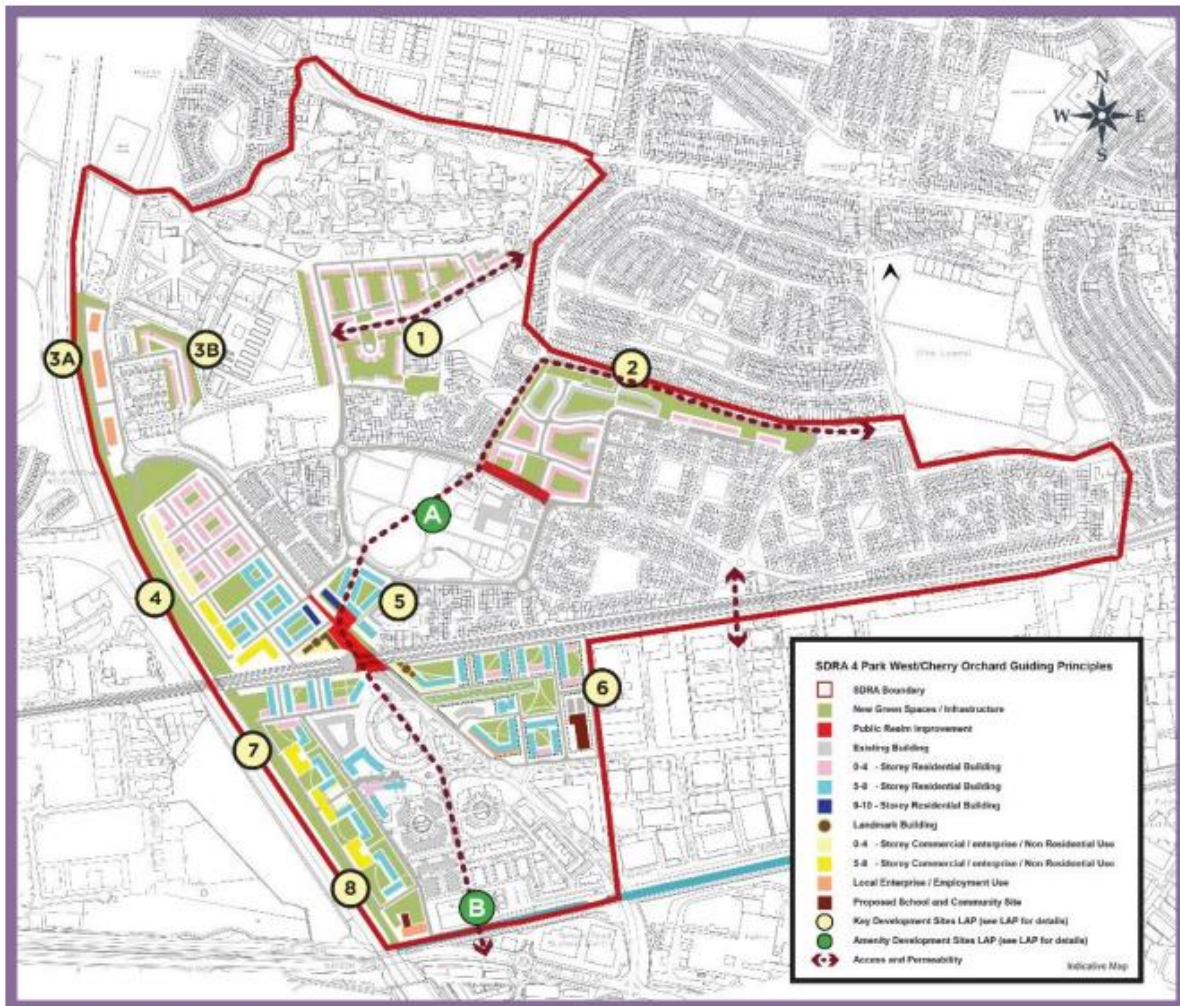 N
W E
S
1
2
3A
3B
A
4
5
6
7
8
B
SDRA 4 Park West/Cherry Orchard Guiding Principles
SDRA Boundary
New Green Spaces / Infrastructure
Public Realm Improvement
Existing Building
0-4 - Storey Residential Building
5-8 - Storey Residential Building
9-10 - Storey Residential Building
Landmark Building
0-4 - Storey Commercial / enterprise / Non Residential Use
5-8 - Storey Commercial / enterprise / Non Residential Use
Local Enterprise / Employment Use
Proposed School and Community Site
Key Development Sites LAP (see LAP for details)
Amenity Development Sites LAP (see LAP for details)
Access and Permeability
Indicative Map